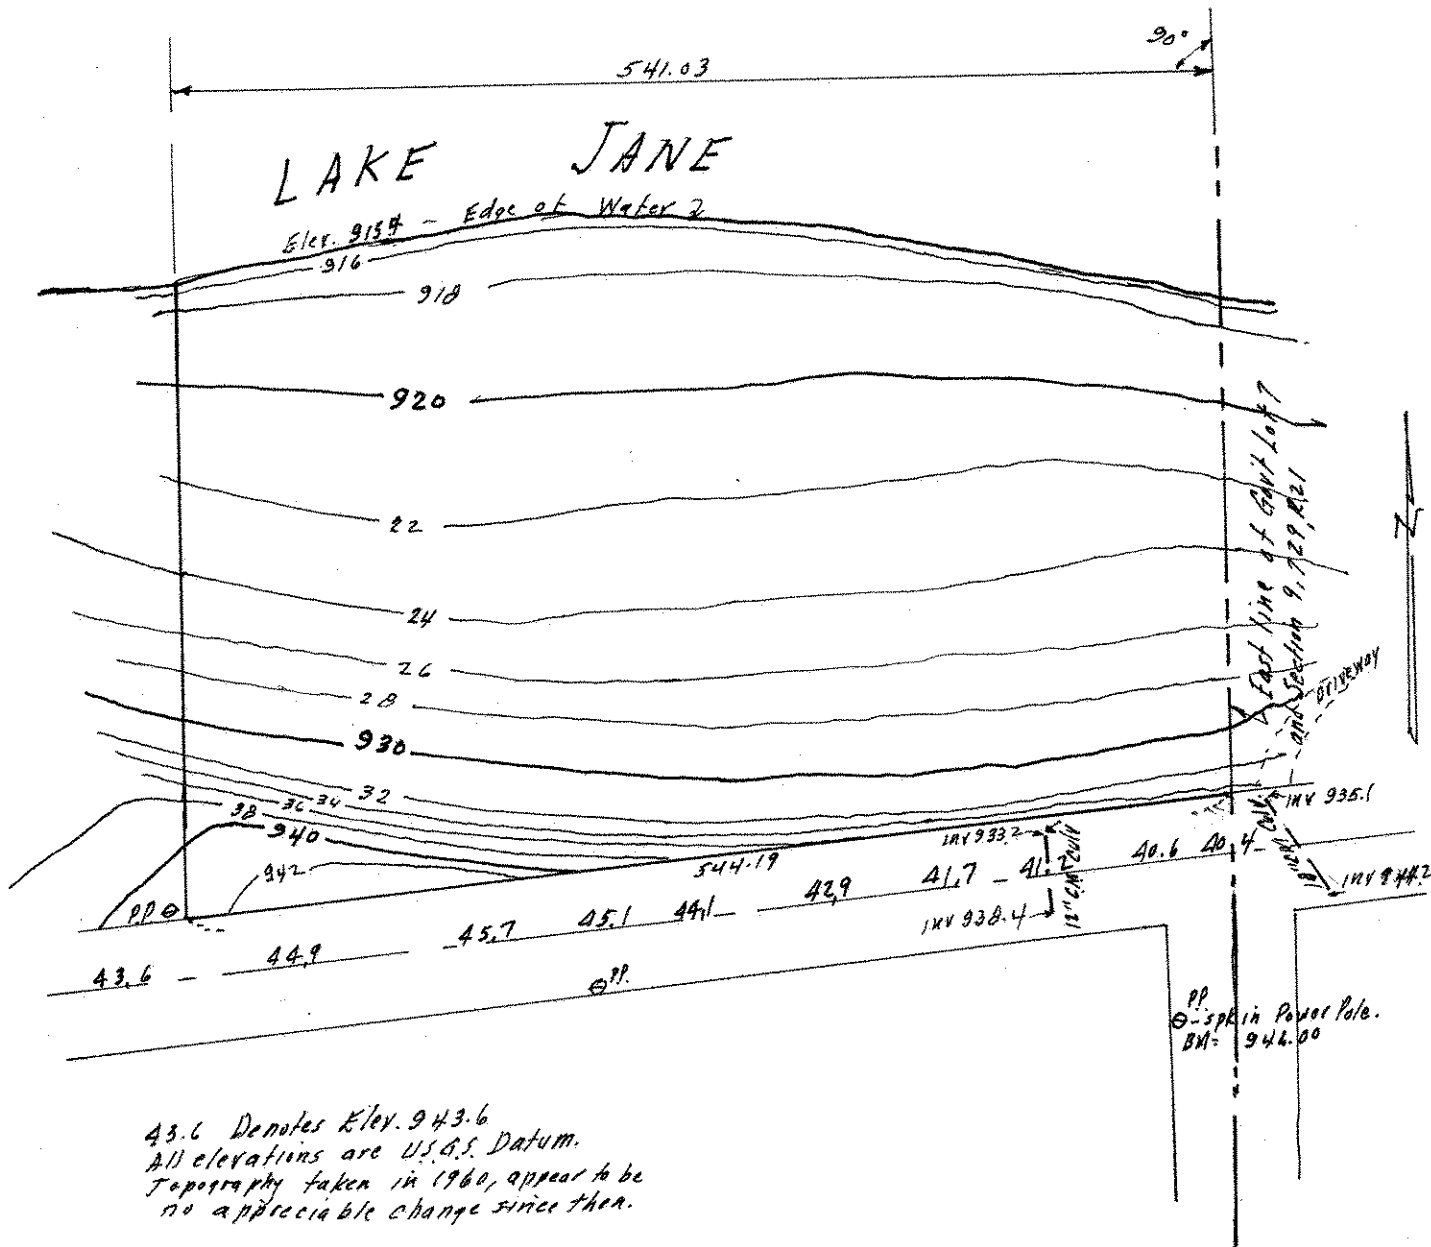 90°
541.03
LAKE JANE
Elev. 915± - Edge of Water
916
918
920
22
24
26
28
930
32
34
36
38
940
942
East line of Gov't Lot 7
and Section 9, T29, R21
DRIVEWAY
INV 935.1
INV 933.2
544.19
12" CM Culv
INV 938.4
PP
43.6
44.9
45.7
45.1
44.1
42.9
41.7
40.6
40.4
PP.
PP.
spk in Power Pole.
43.6 Denotes Elev. 943.6
All elevations are U.S.G.S. Datum.
Topography taken in 1960, appear to be
no appreciable change since then.